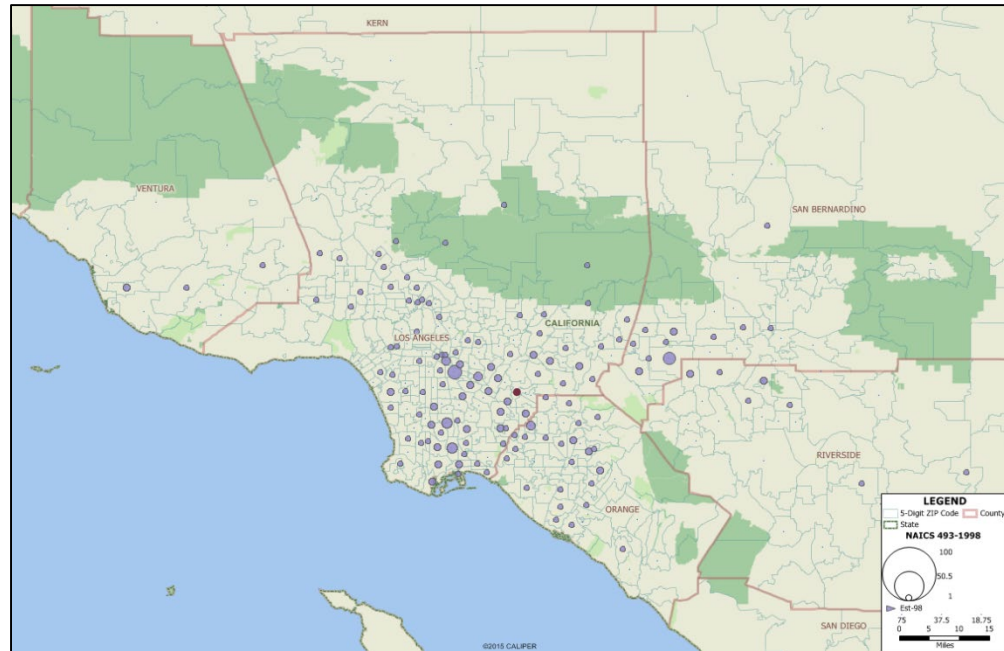 KERN
VENTURA
SAN BERNARDINO
CALIFORNIA
LOS ANGELES
RIVERSIDE
ORANGE
SAN DIEGO
LEGEND
5-Digit ZIP Code County
State
NAICS 493-1998
100
50.5
1
Est-98
75 37.5 18.75
0 5 10 15
Miles
©2015 CALIPER